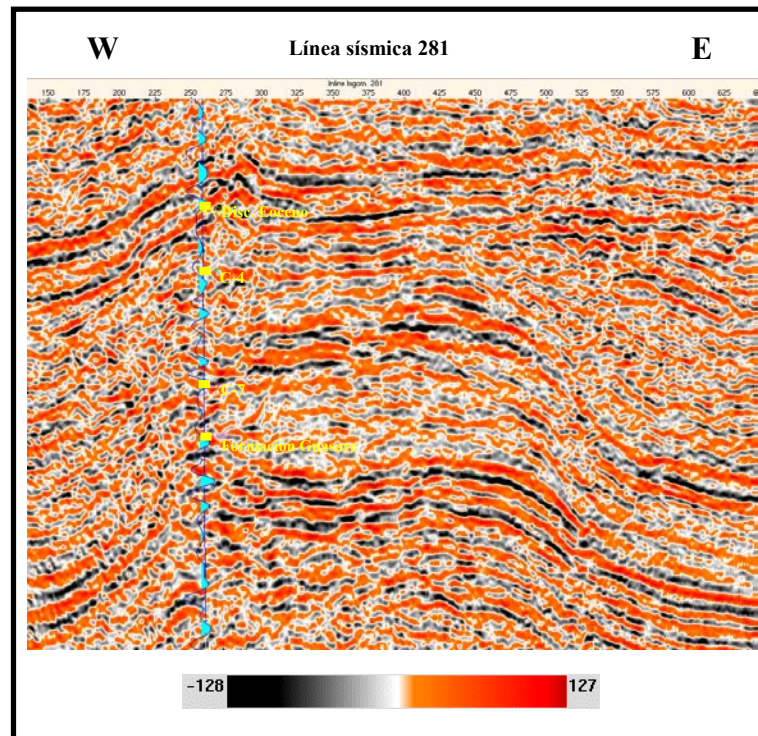 W Línea sísmica 281 E
Inline lagom. 281
150 175 200 225 250 275 300 325 350 375 400 425 450 475 500 525 550 575 600 625
Disc. Eoceno
C-4
C-7
Formación Guasare
-128 127